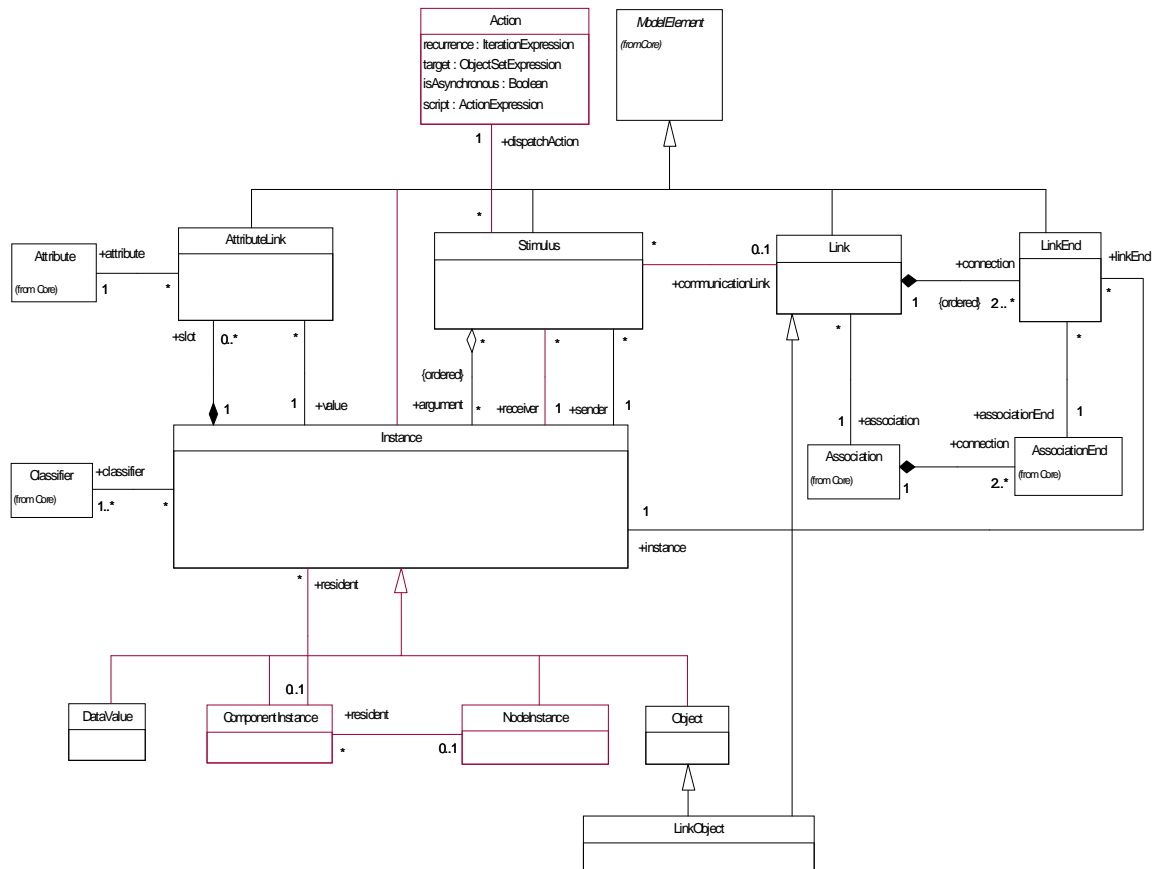 Action
recurrence : IterationExpression
target : ObjectSetExpression
isAsynchronous : Boolean
script : ActionExpression
ModelElement
(fromCore)
1
+dispatchAction
*
AttributeLink
Stimulus
Link
LinkEnd
Attribute
(from Core)
+attribute
1
*
*
0..1
+communicationLink
+connection
1
{ordered}
2..*
+linkEnd
*
+slot
0..*
*
1
1
+value
{ordered}
*
+argument
*
*
+receiver
1
*
+sender
1
*
1
+association
*
+associationEnd
1
Association
(from Core)
+connection
1
2..*
AssociationEnd
(from Core)
Instance
Classifier
(from Core)
+classifier
1..*
*
1
+instance
*
+resident
0..1
DataValue
ComponentInstance
+resident
*
0..1
NodeInstance
Object
LinkObject